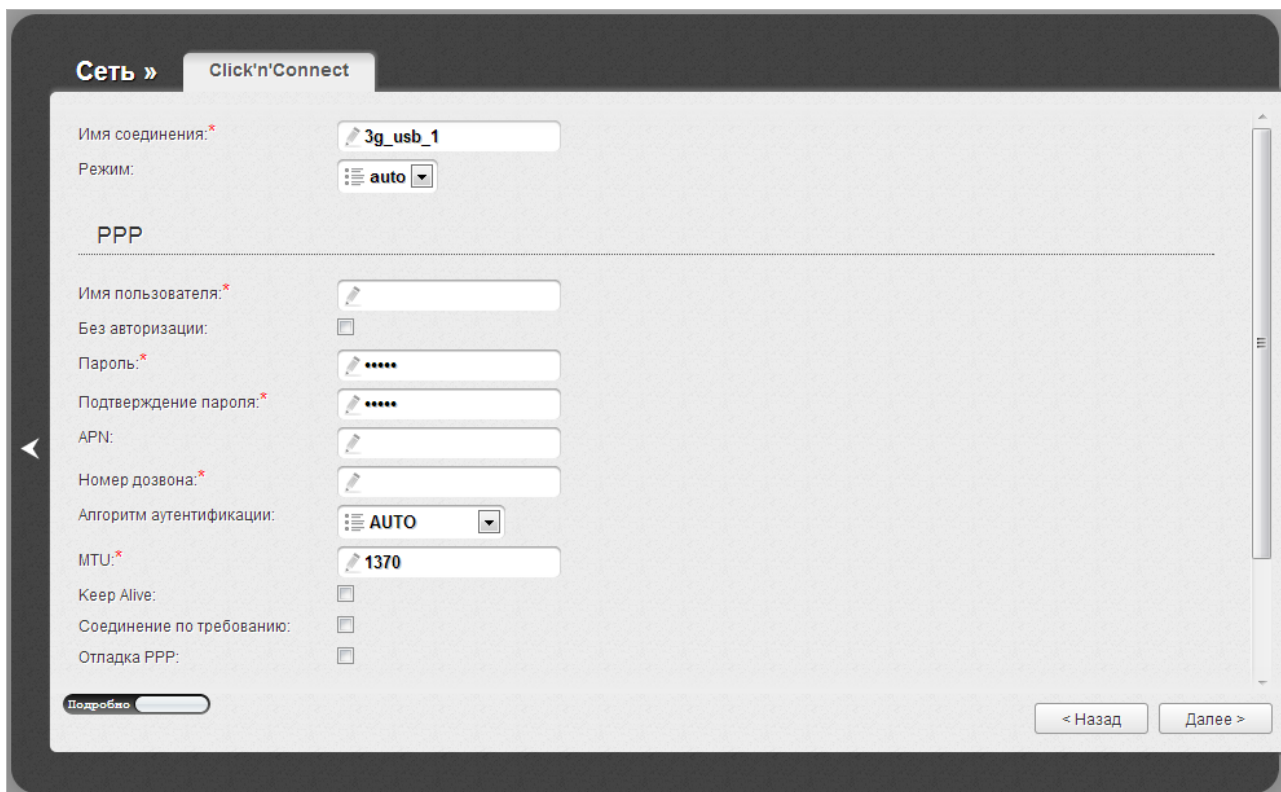 Сеть »
Click'n'Connect
Имя соединения:* 3g_usb_1
Режим: auto
PPP
Имя пользователя:*
Без авторизации:
Пароль:* •••••
Подтверждение пароля:* •••••
APN:
Номер дозвона:*
Алгоритм аутентификации: AUTO
MTU:* 1370
Keep Alive:
Соединение по требованию:
Отладка PPP:
Подробно
< Назад
Далее >